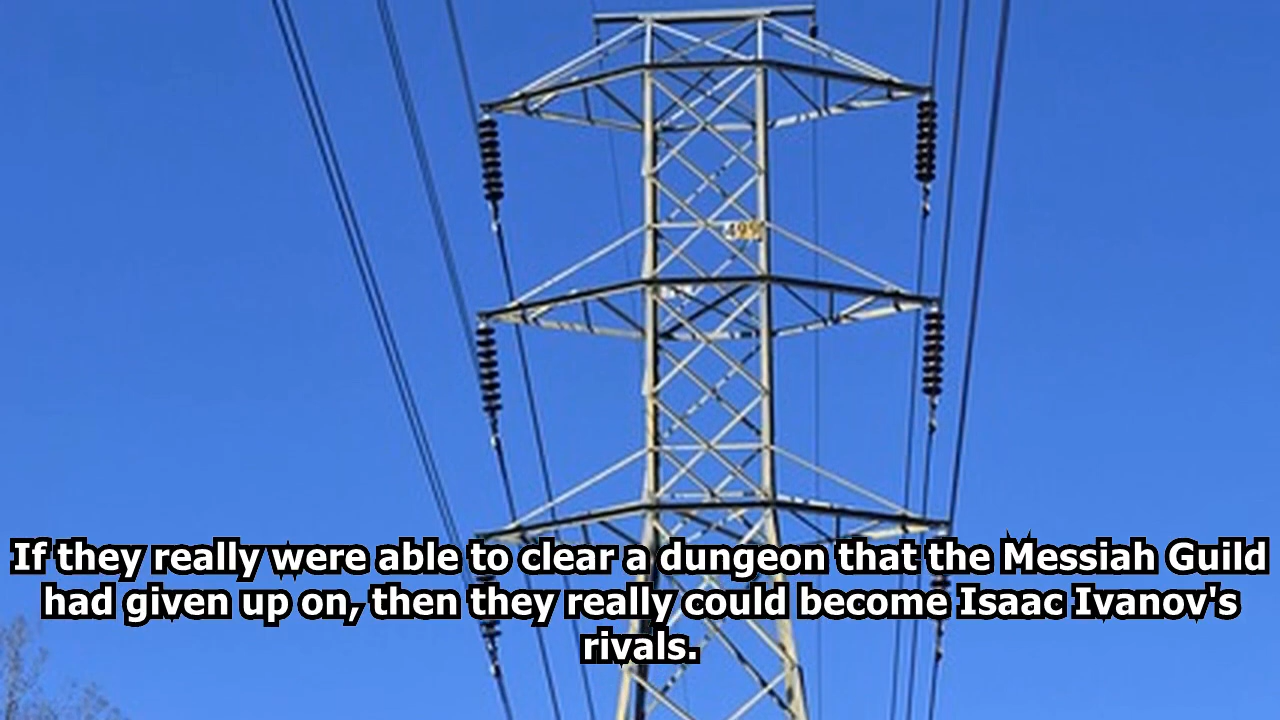 If they really were able to clear a dungeon that the Messiah Guild
had given up on, then they really could become Isaac Ivanov's
rivals.